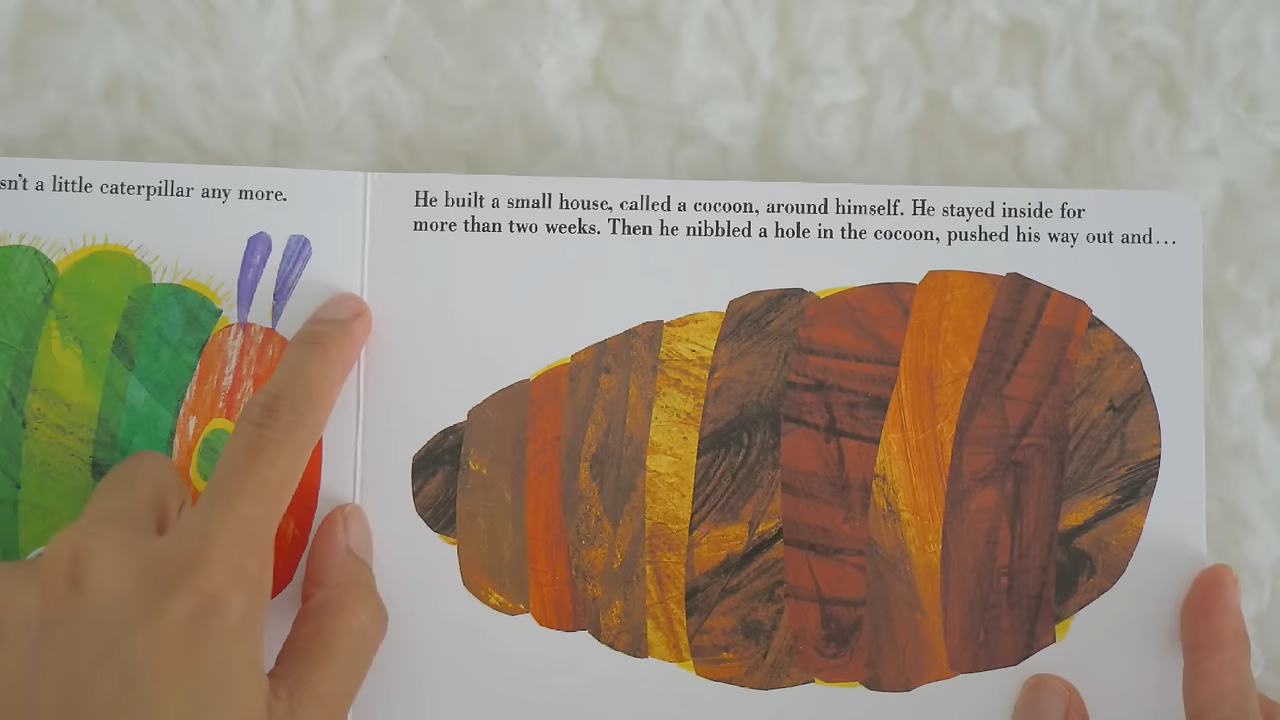 sn't a little caterpillar any more.
He built a small house, called a cocoon, around himself. He stayed inside for
more than two weeks. Then he nibbled a hole in the cocoon, pushed his way out and...